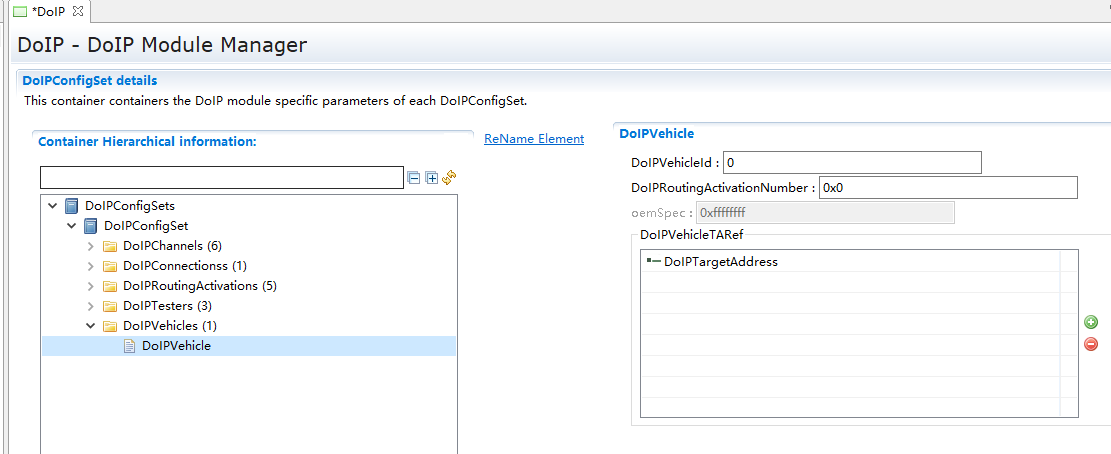 *DoIP
DoIP - DoIP Module Manager
DoIPConfigSet details
This container containers the DoIP module specific parameters of each DoIPConfigSet.
Container Hierarchical information:
ReName Element
DoIPConfigSets
DoIPConfigSet
DoIPChannels (6)
DoIPConnectionss (1)
DoIPRoutingActivations (5)
DoIPTesters (3)
DoIPVehicles (1)
DoIPVehicle
DoIPVehicle
DoIPVehicleId : 0
DoIPRoutingActivationNumber : 0x0
oemSpec : 0xffffffff
DoIPVehicleTARef
DoIPTargetAddress